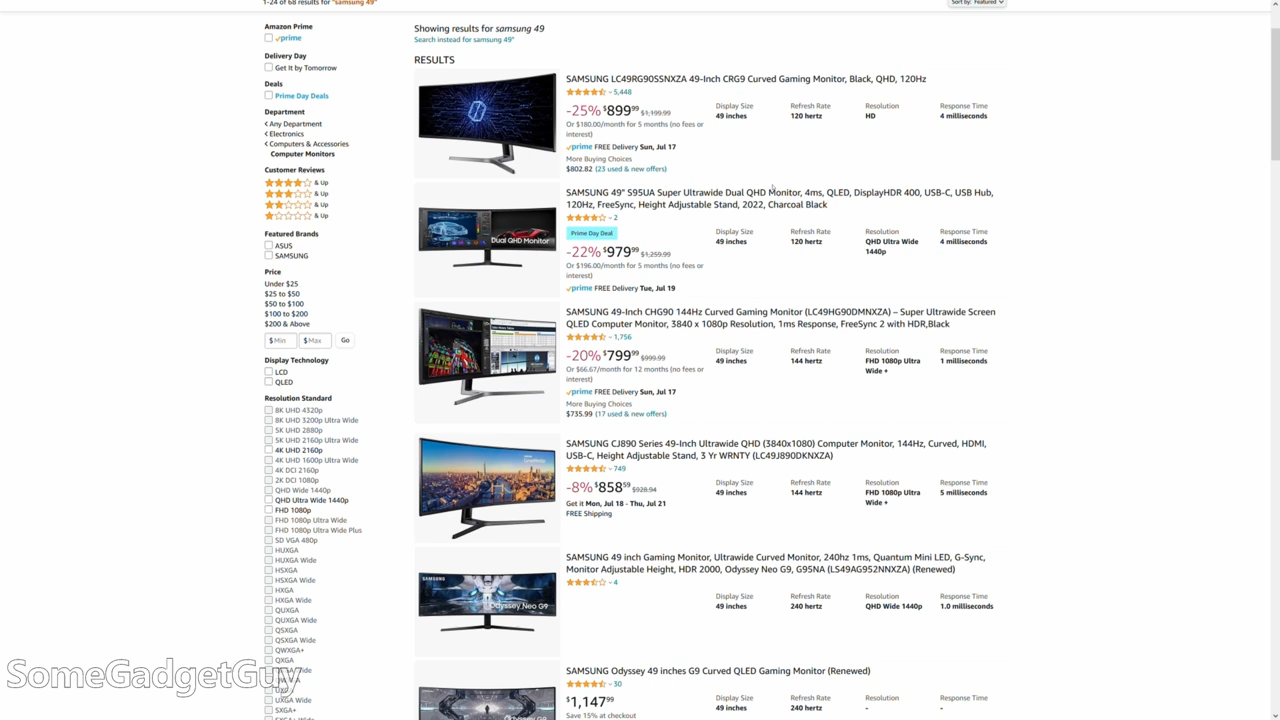 1-24 of 68 results for "samsung 49"
Sort by: Featured
Amazon Prime
prime
Delivery Day
Get It by Tomorrow
Deals
Prime Day Deals
Department
Any Department
Electronics
Computers & Accessories
Computer Monitors
Customer Reviews
& Up
& Up
& Up
& Up
Featured Brands
ASUS
SAMSUNG
Price
Under $25
$25 to $50
$50 to $100
$100 to $200
$200 & Above
$ Min $ Max Go
Display Technology
LCD
QLED
Resolution Standard
8K UHD 4320p
8K UHD 3200p Ultra Wide
5K UHD 2880p
5K UHD 2160p Ultra Wide
4K UHD 2160p
4K UHD 1600p Ultra Wide
4K DCI 2160p
2K DCI 1080p
QHD Wide 1440p
QHD Ultra Wide 1440p
FHD 1080p
FHD 1080p Ultra Wide
FHD 1080p Ultra Wide Plus
SD VGA 480p
HUXGA
HUXGA Wide
HSXGA
HSXGA Wide
HXGA
HXGA Wide
QUXGA
QUXGA Wide
QSXGA
QSXGA Wide
QWXGA+
QXGA
UXGA Wide
SXGA+
SomeGadgetGuy
Showing results for samsung 49
Search instead for samsung 49"
RESULTS
SAMSUNG LC49RG90SSNXZA 49-Inch CRG9 Curved Gaming Monitor, Black, QHD, 120Hz
5,448
-25% $899.99 $1,199.99
Or $180.00/month for 5 months (no fees or
interest)
prime FREE Delivery Sun, Jul 17
More Buying Choices
$802.82 (23 used & new offers)
Display Size Refresh Rate Resolution Response Time
49 inches 120 hertz HD 4 milliseconds
SAMSUNG 49" S95UA Super Ultrawide Dual QHD Monitor, 4ms, QLED, DisplayHDR 400, USB-C, USB Hub,
120Hz, FreeSync, Height Adjustable Stand, 2022, Charcoal Black
2
Dual QHD Monitor
Prime Day Deal
-22% $979.99 $1,259.99
Or $196.00/month for 5 months (no fees or
interest)
prime FREE Delivery Tue, Jul 19
Display Size Refresh Rate Resolution Response Time
49 inches 120 hertz QHD Ultra Wide 4 milliseconds
1440p
SAMSUNG 49-Inch CHG90 144Hz Curved Gaming Monitor (LC49HG90DMNXZA) – Super Ultrawide Screen
QLED Computer Monitor, 3840 x 1080p Resolution, 1ms Response, FreeSync 2 with HDR,Black
1,756
-20% $799.99 $999.99
Or $66.67/month for 12 months (no fees or
interest)
prime FREE Delivery Sun, Jul 17
More Buying Choices
$735.99 (17 used & new offers)
Display Size Refresh Rate Resolution Response Time
49 inches 144 hertz FHD 1080p Ultra 1 milliseconds
Wide +
SAMSUNG CJ890 Series 49-Inch Ultrawide QHD (3840x1080) Computer Monitor, 144Hz, Curved, HDMI,
USB-C, Height Adjustable Stand, 3 Yr WRNTY (LC49J890DKNXZA)
749
-8% $858.59 $928.94
Get it Mon, Jul 18 - Thu, Jul 21
FREE Shipping
Display Size Refresh Rate Resolution Response Time
49 inches 144 hertz FHD 1080p Ultra 5 milliseconds
Wide +
SAMSUNG 49 inch Gaming Monitor, Ultrawide Curved Monitor, 240hz 1ms, Quantum Mini LED, G-Sync,
Monitor Adjustable Height, HDR 2000, Odyssey Neo G9, G95NA (LS49AG952NNXZA) (Renewed)
4
SAMSUNG
Odyssey Neo G9
Display Size Refresh Rate Resolution Response Time
49 inches 240 hertz QHD Wide 1440p 1.0 milliseconds
SAMSUNG Odyssey 49 inches G9 Curved QLED Gaming Monitor (Renewed)
30
$1,147.99
Save 15% at checkout
Display Size Refresh Rate Resolution Response Time
49 inches 240 hertz - -